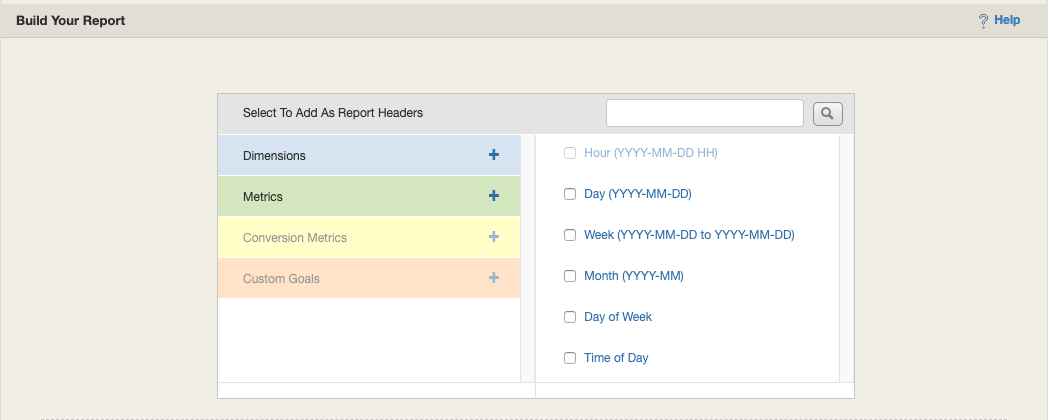 Build Your Report
Help
Select To Add As Report Headers
Dimensions
Metrics
Conversion Metrics
Custom Goals
Hour (YYYY-MM-DD HH)
Day (YYYY-MM-DD)
Week (YYYY-MM-DD to YYYY-MM-DD)
Month (YYYY-MM)
Day of Week
Time of Day